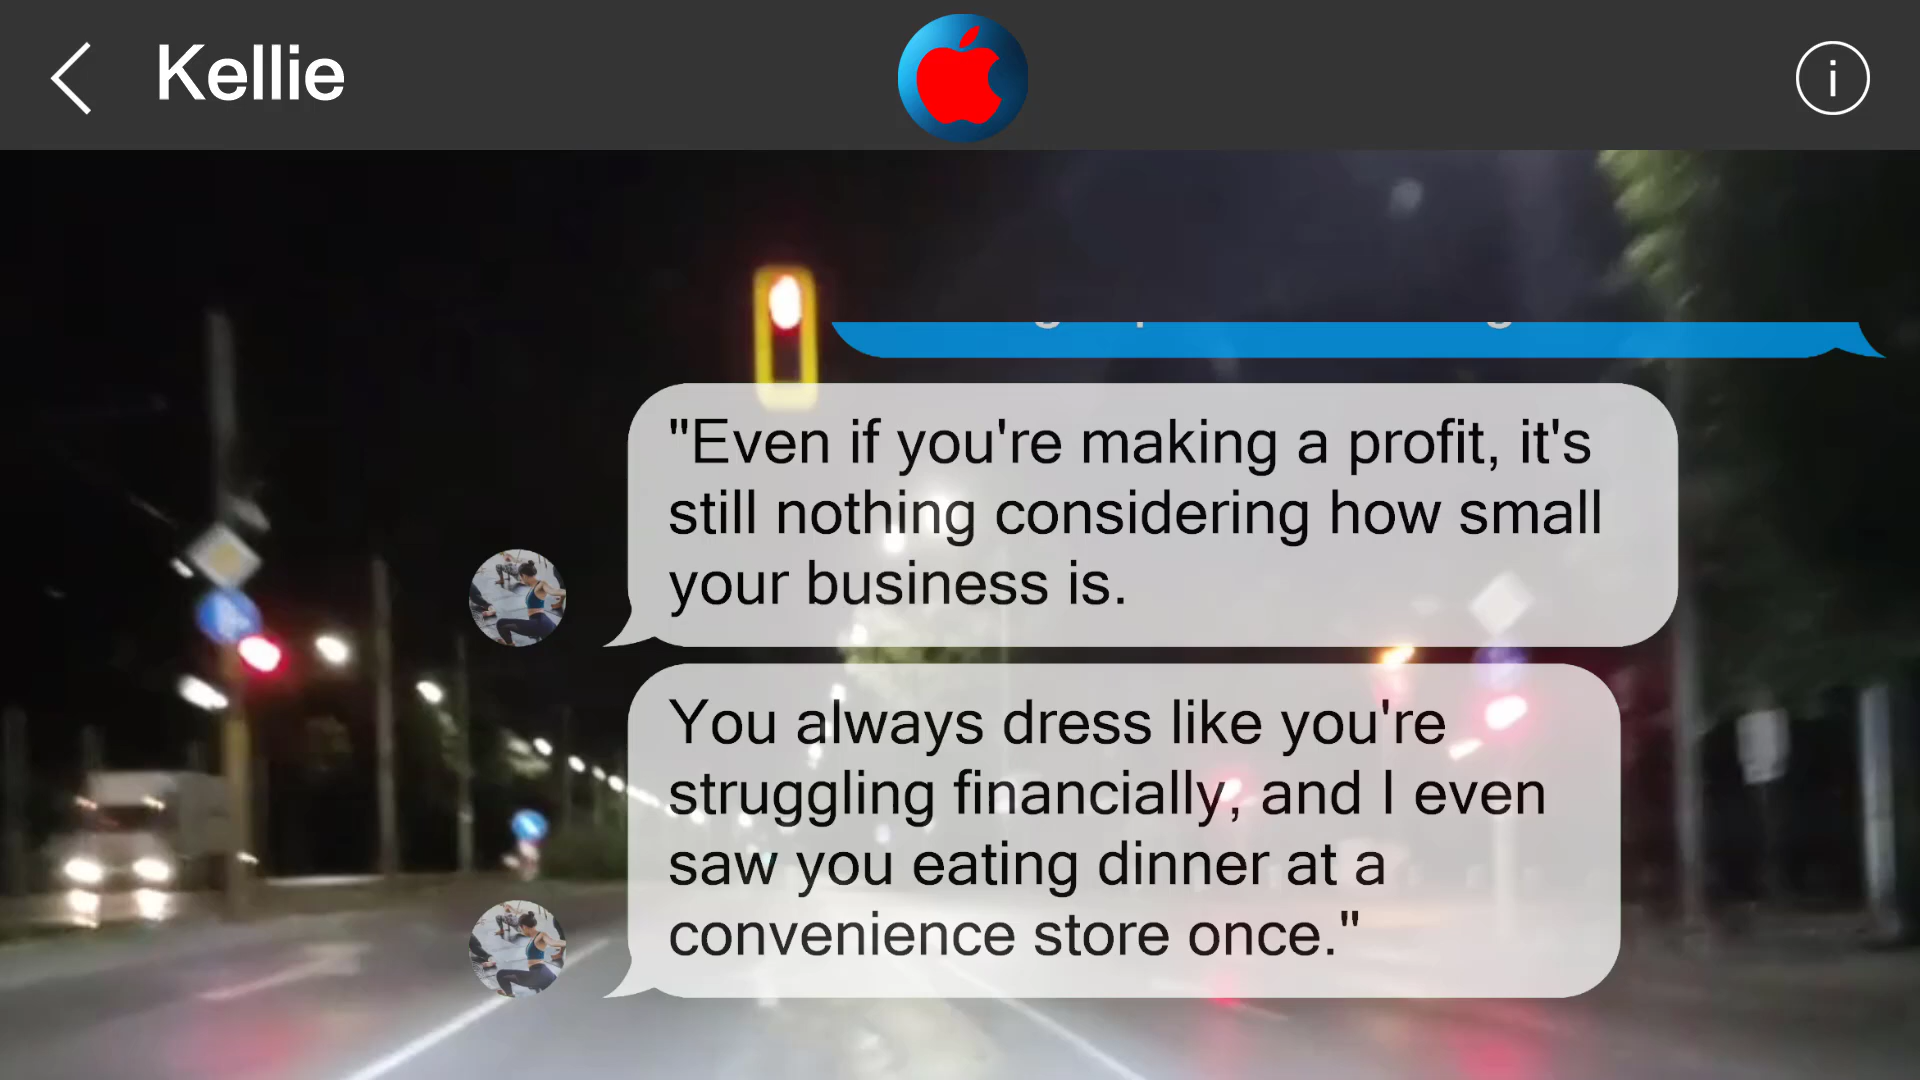 Kellie
i
"Even if you're making a profit, it's
still nothing considering how small
your business is.
You always dress like you're
struggling financially, and I even
saw you eating dinner at a
convenience store once."